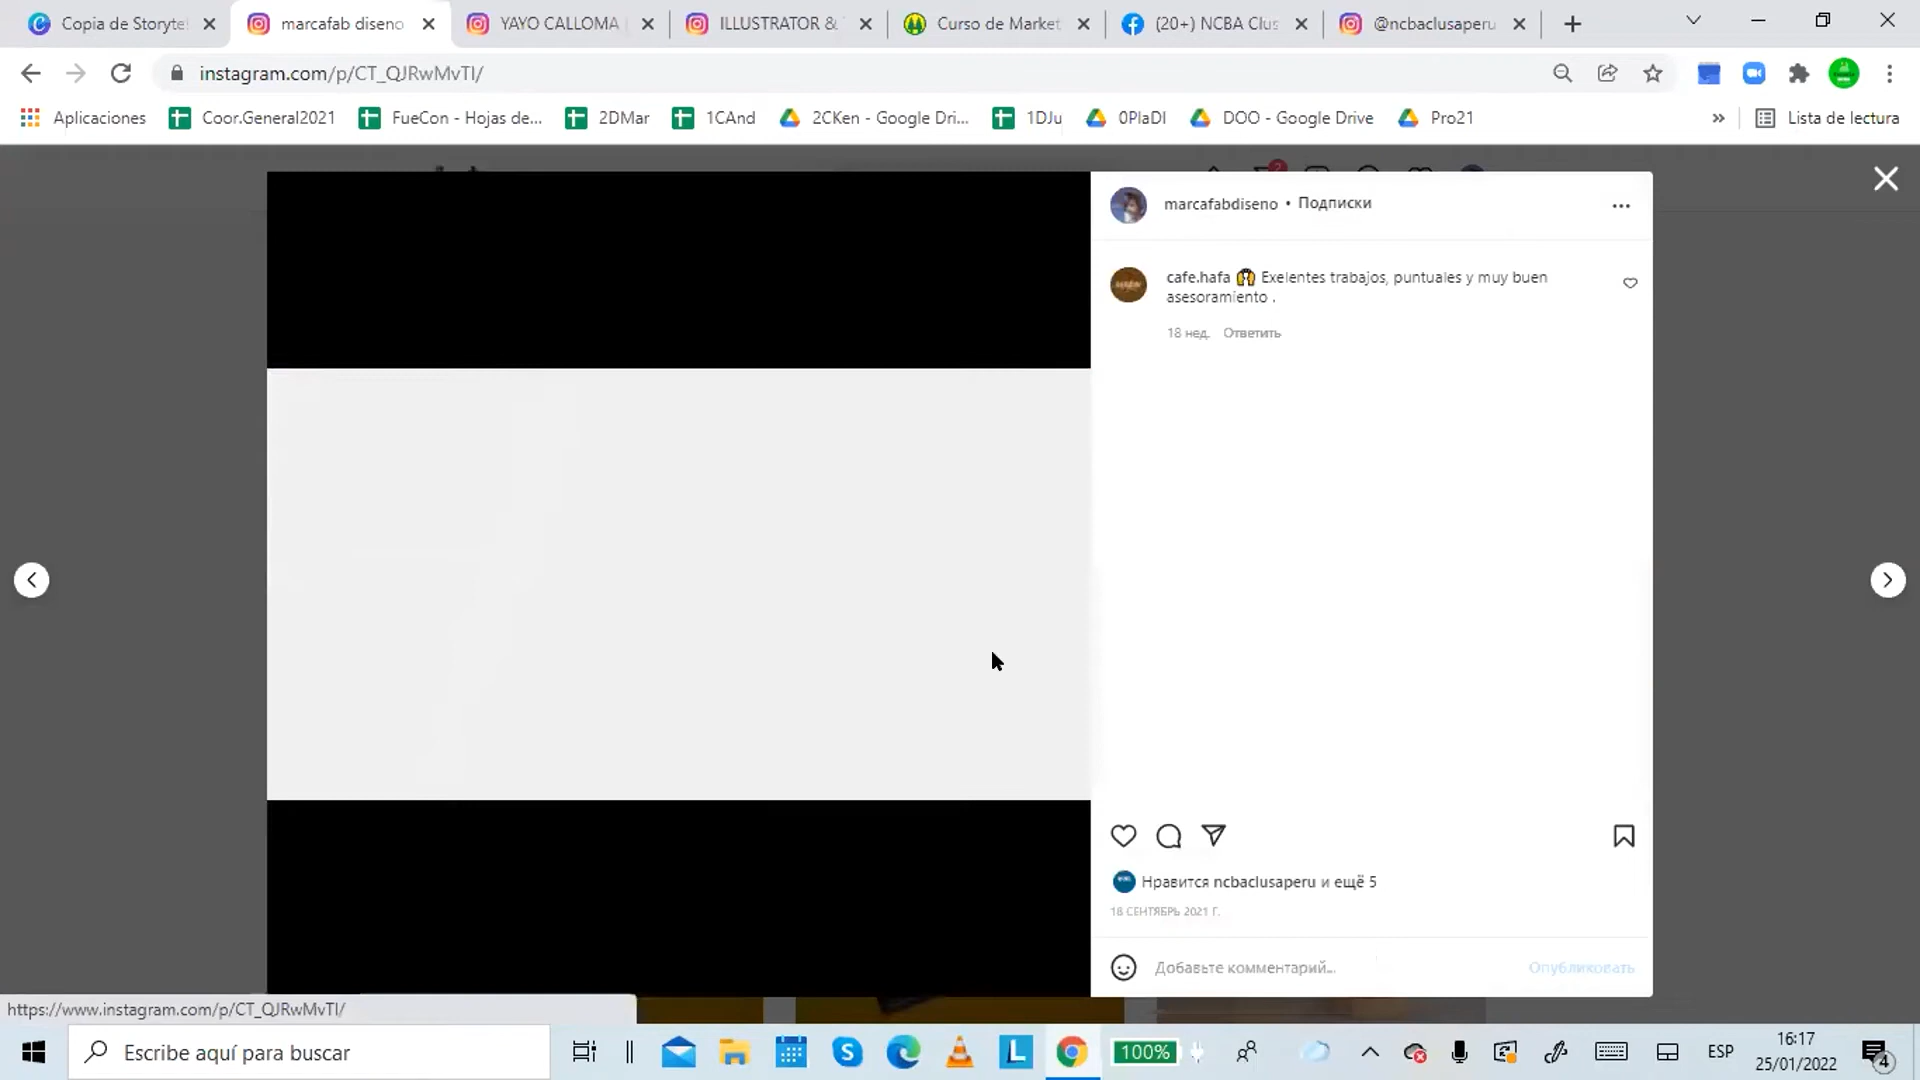 Copia de Storyte
marcafab diseno
YAYO CALLOMA
ILLUSTRATOR &
Curso de Market
(20+) NCBA Clus
@ncbaclusaperu
instagram.com/p/CT_QJRwMvTI/
Aplicaciones
Coor.General2021
FueCon - Hojas de...
2DMar
1CAnd
2CKen - Google Dri...
1DJu
0PlaDI
DOO - Google Drive
Pro21
»
Lista de lectura
2
marcafabdiseno • Подписки
cafe.hafa 🙌 Exelentes trabajos, puntuales y muy buen
asesoramiento .
18 нед. Ответить
Нравится ncbaclusaperu и ещё 5
18 СЕНТЯБРЬ 2021 Г.
Добавьте комментарий...
Опубликовать
https://www.instagram.com/p/CT_QJRwMvTI/
Escribe aquí para buscar
100%
ESP
16:17
25/01/2022
4